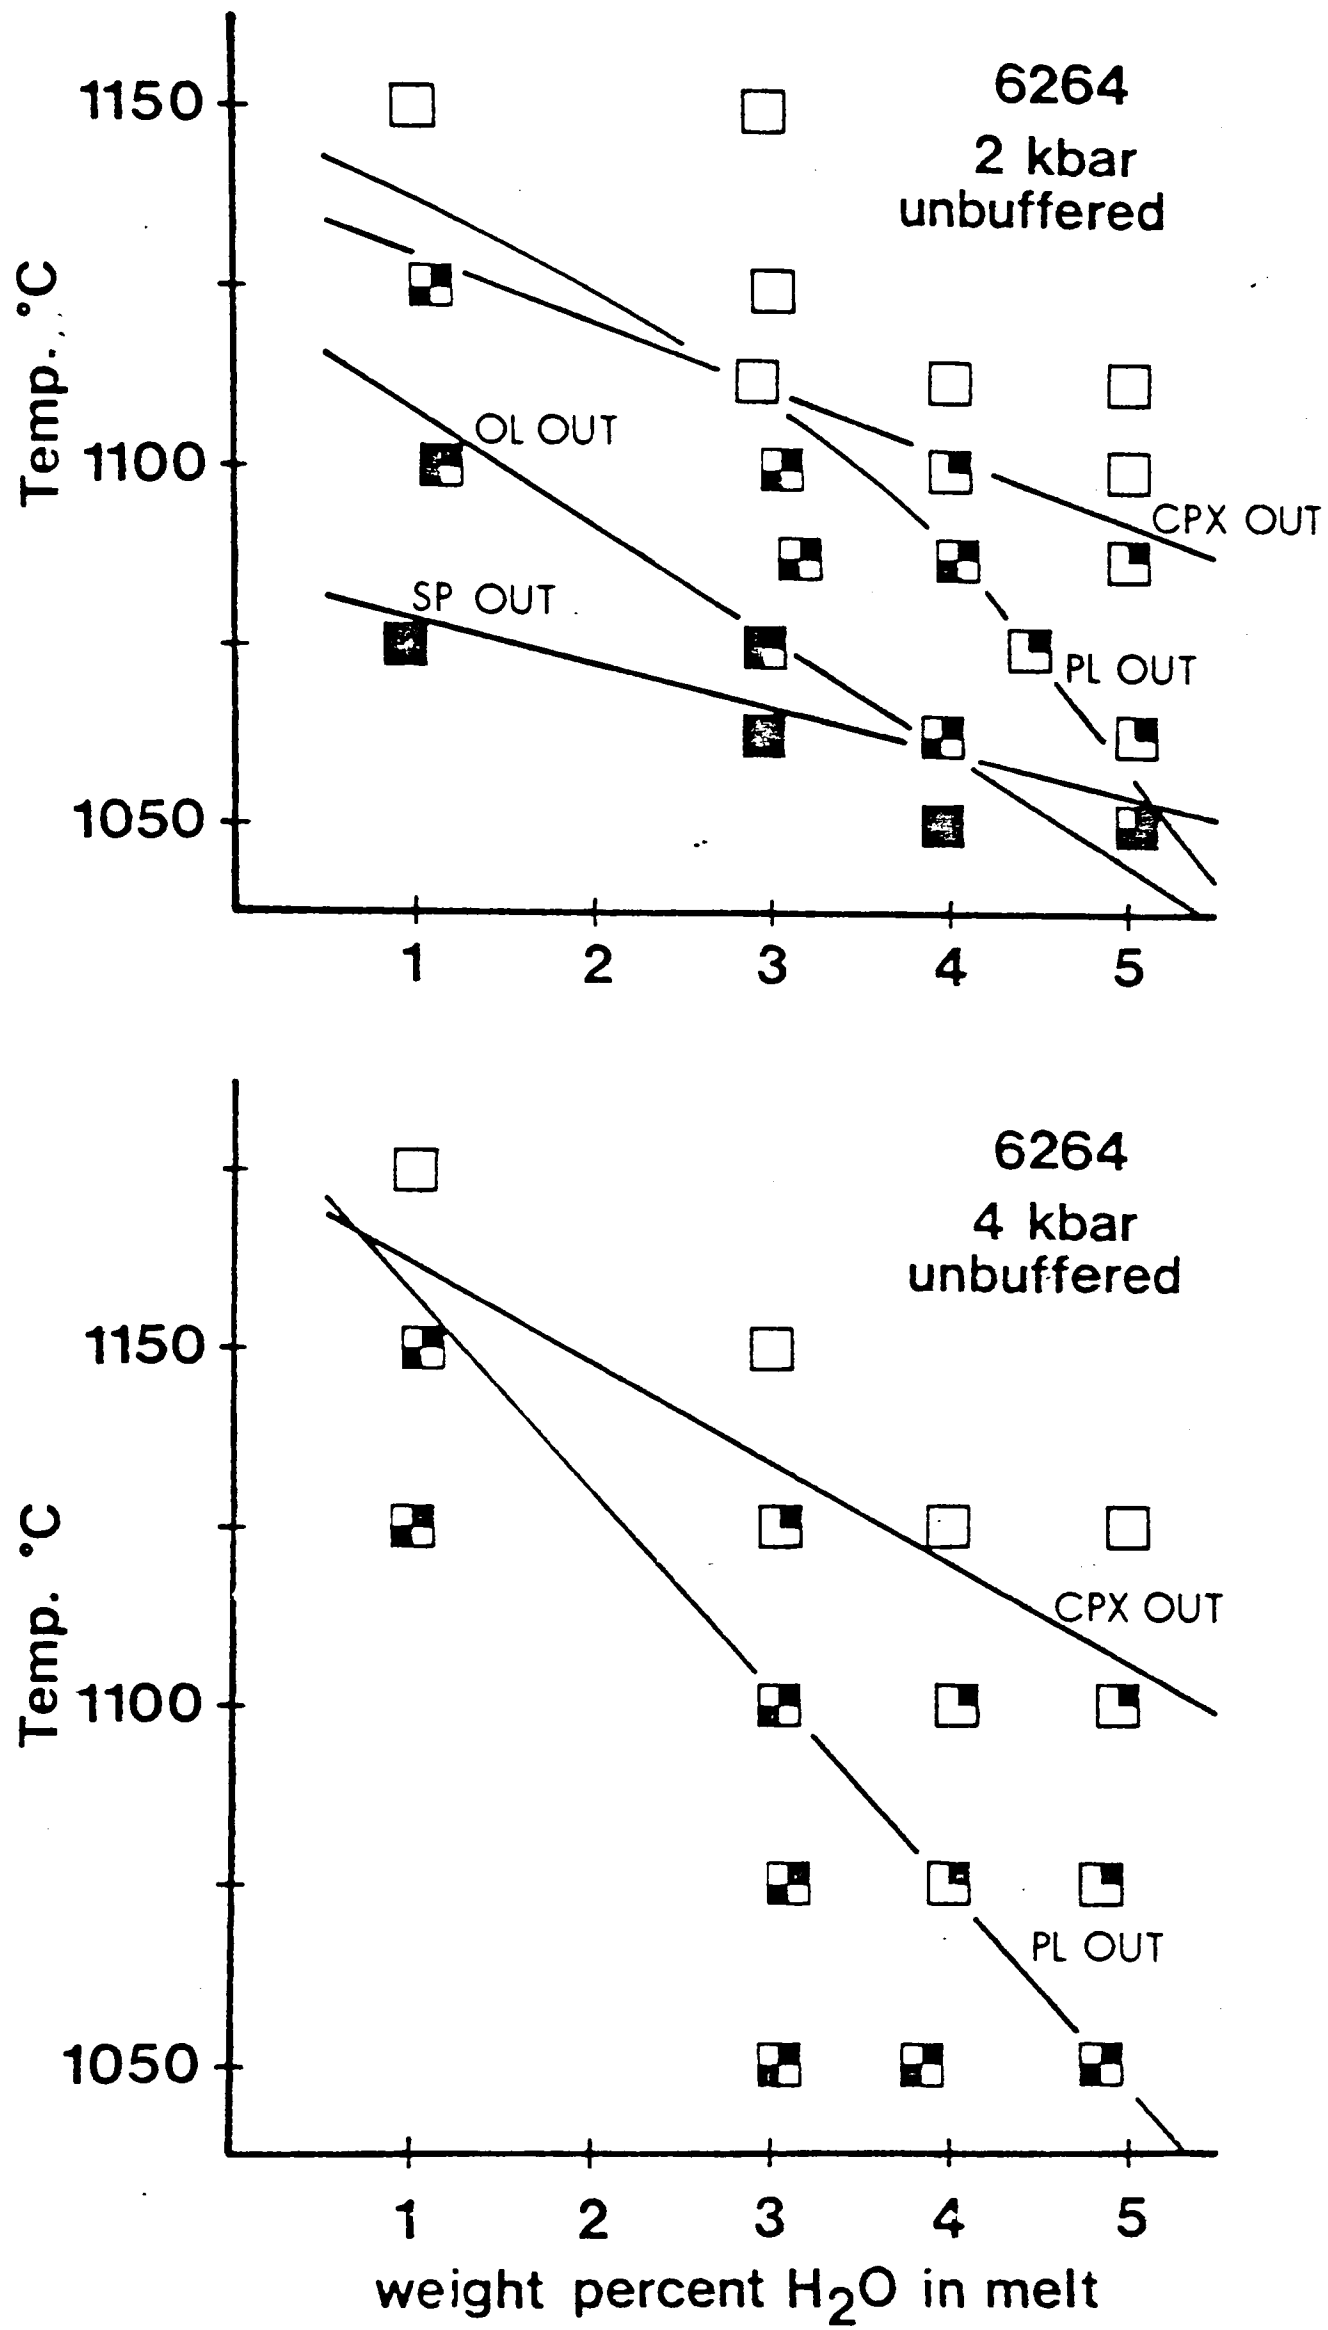 6264
2 kbar
unbuffered
Temp., °C
1150
1100
1050
OL OUT
CPX OUT
SP OUT
PL OUT
1 2 3 4 5
6264
4 kbar
unbuffered
Temp. °C
1150
1100
1050
CPX OUT
PL OUT
1 2 3 4 5
weight percent H₂O in melt